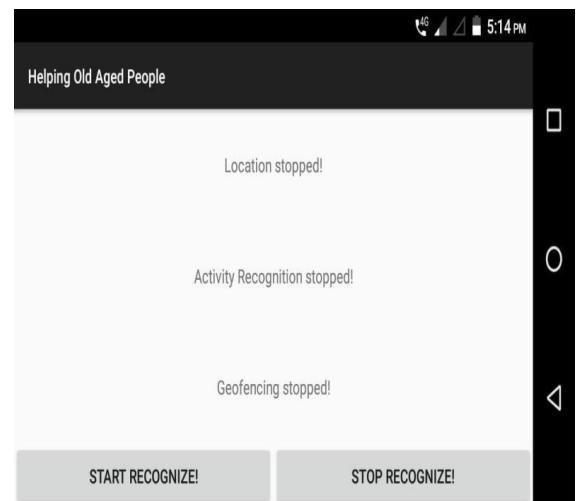 4G 5:14 PM
Helping Old Aged People
Location stopped!
Activity Recognition stopped!
Geofencing stopped!
START RECOGNIZE! STOP RECOGNIZE!